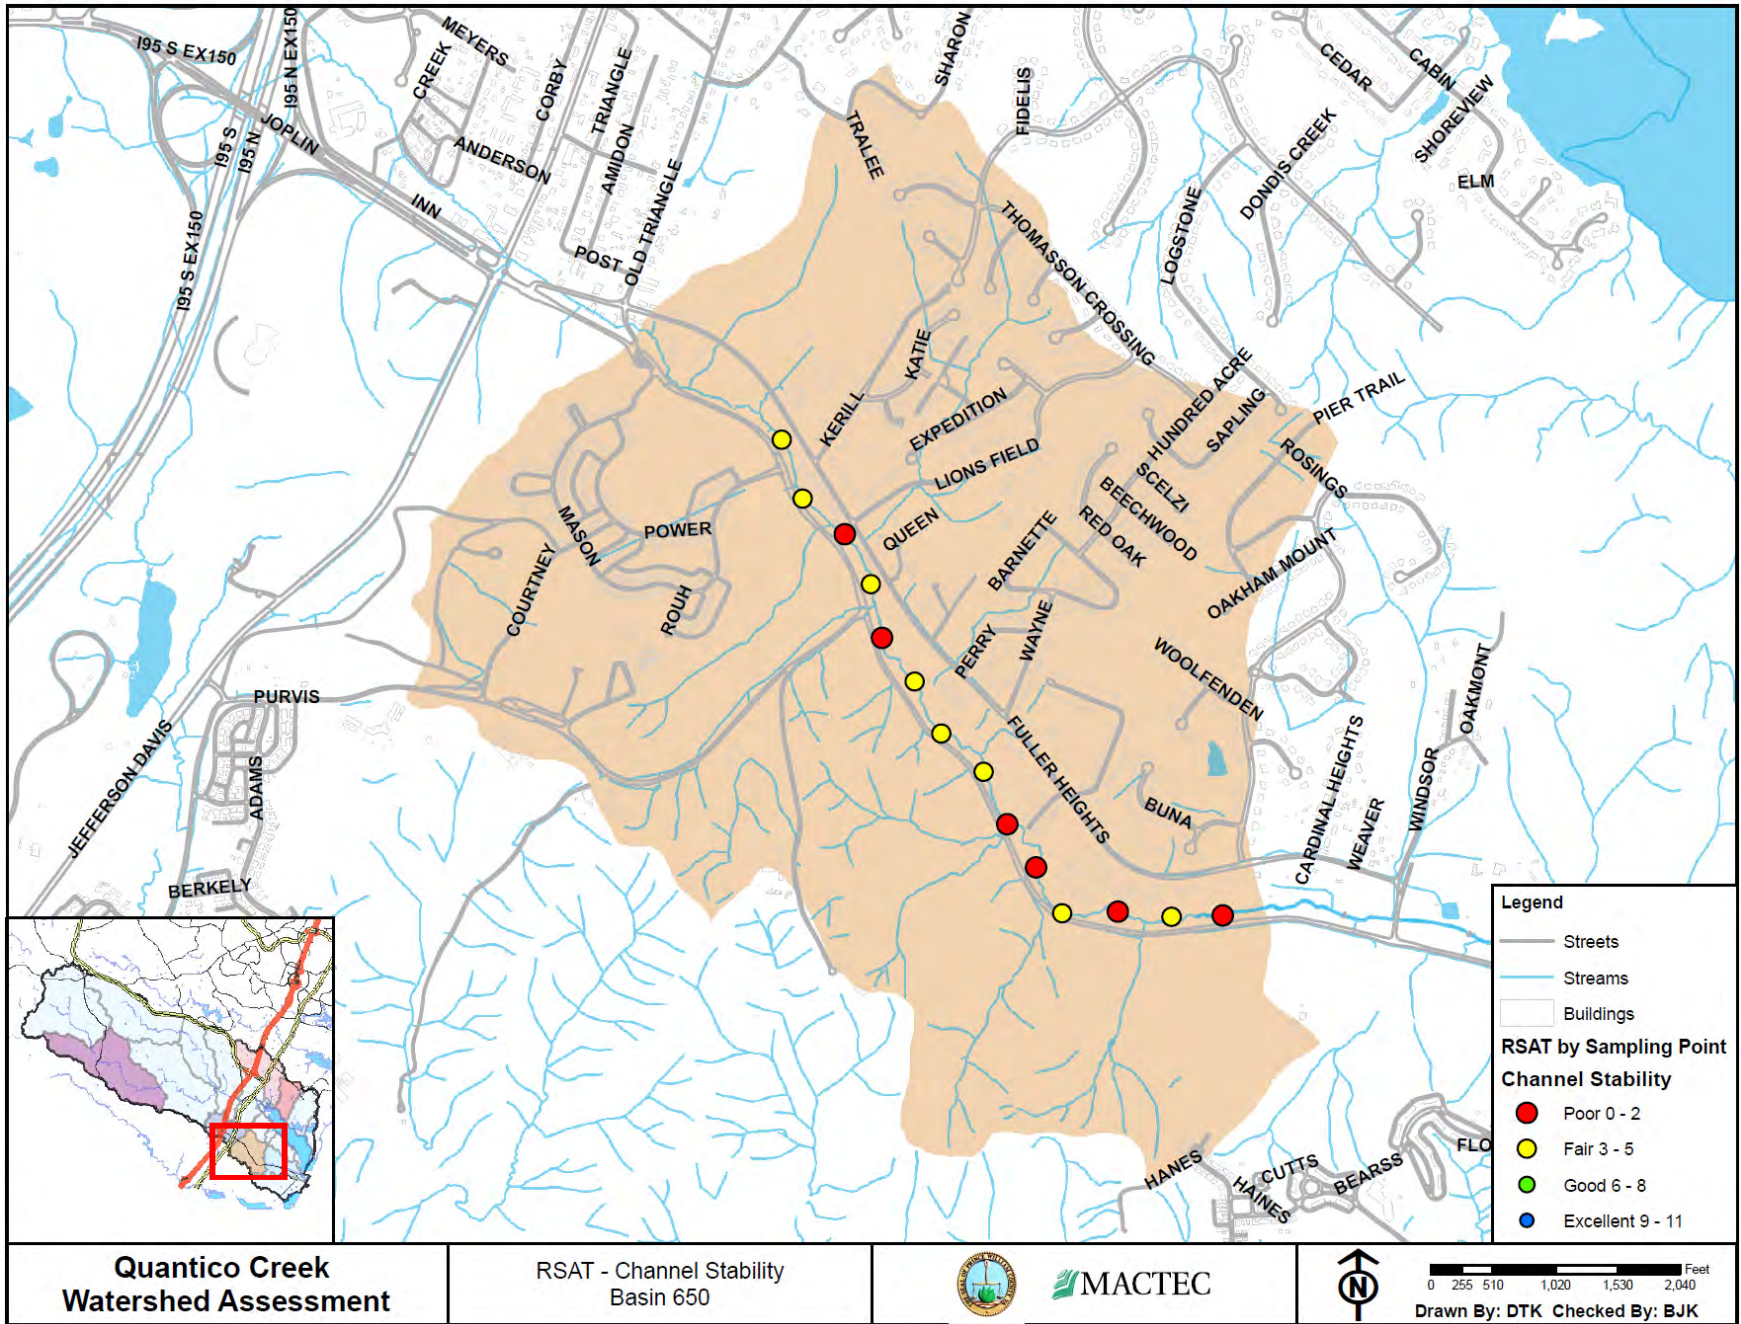 I95 S EX150
I95 N EX150
MEYERS
CREEK
CORBY
TRIANGLE
SHARON
CEDAR
CABIN
SHOREVIEW
FIDELIS
I95 S
I95 N
JOPLIN
ANDERSON
AMIDON
TRALEE
DONDIS CREEK
ELM
INN
OLD TRIANGLE
POST
I95 S EX150
THOMASSON CROSSING
LOGSTONE
KATIE
KERILL
EXPEDITION
LIONS FIELD
HUNDRED ACRE
SAPLING
PIER TRAIL
ROSINGS
SCELZI
BEECHWOOD
RED OAK
QUEEN
BARNETTE
MASON
POWER
COURTNEY
ROUH
OAKHAM MOUNT
PERRY
WAYNE
WOOLFENDEN
OAKMONT
PURVIS
JEFFERSON DAVIS
ADAMS
FULLER HEIGHTS
BUNA
CARDINAL HEIGHTS
WEAVER
WINDSOR
BERKELY
HANES
CUTTS
HAINES
BEARSS
FLO
Legend
Streets
Streams
Buildings
RSAT by Sampling Point
Channel Stability
Poor 0 - 2
Fair 3 - 5
Good 6 - 8
Excellent 9 - 11
Quantico Creek
Watershed Assessment
RSAT - Channel Stability
Basin 650
MACTEC
N
0 255 510 1,020 1,530 2,040
Feet
Drawn By: DTK Checked By: BJK